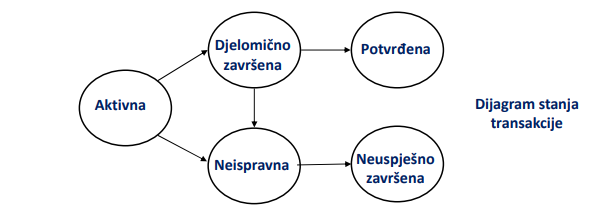 Djelomično
završena
Potvrđena
Aktivna
Dijagram stanja
transakcije
Neispravna
Neuspješno
završena